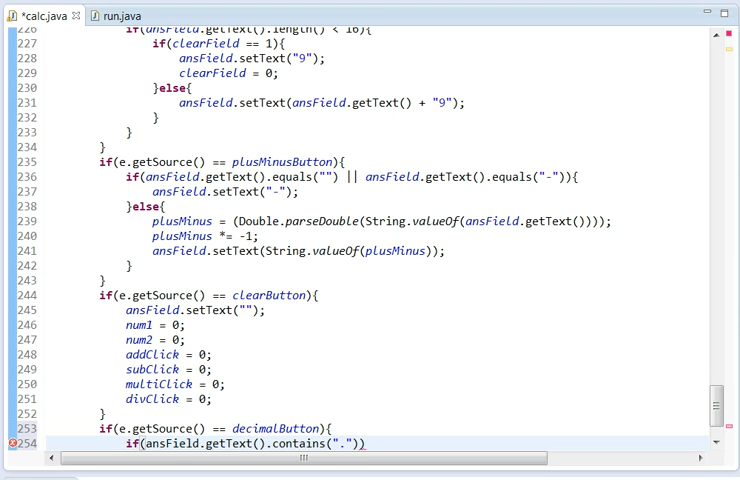 *calc.java run.java
226 if(ansField.getText().length() < 16){
227 if(clearField == 1){
228 ansField.setText("9");
229 clearField = 0;
230 }else{
231 ansField.setText(ansField.getText() + "9");
232 }
233 }
234 }
235 if(e.getSource() == plusMinusButton){
236 if(ansField.getText().equals("") || ansField.getText().equals("-")){
237 ansField.setText("-");
238 }else{
239 plusMinus = (Double.parseDouble(String.valueOf(ansField.getText())));
240 plusMinus *= -1;
241 ansField.setText(String.valueOf(plusMinus));
242 }
243 }
244 if(e.getSource() == clearButton){
245 ansField.setText("");
246 num1 = 0;
247 num2 = 0;
248 addClick = 0;
249 subClick = 0;
250 multiClick = 0;
251 divClick = 0;
252 }
253 if(e.getSource() == decimalButton){
254 if(ansField.getText().contains("."))